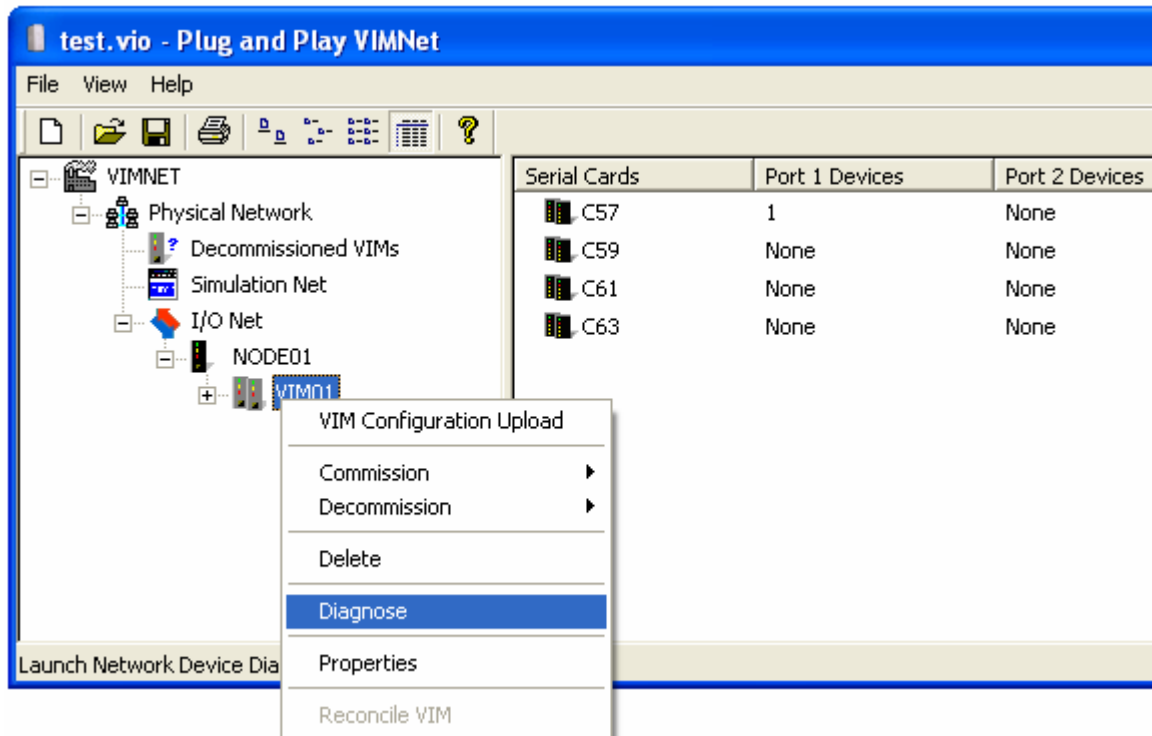 test.vio - Plug and Play VIMNet
File View Help
VIMNET
Physical Network
Decommissioned VIMs
Simulation Net
I/O Net
NODE01
VIM01
Serial Cards Port 1 Devices Port 2 Devices
C57 1 None
C59 None None
C61 None None
C63 None None
VIM Configuration Upload
Commission
Decommission
Delete
Diagnose
Properties
Reconcile VIM
Launch Network Device Dia